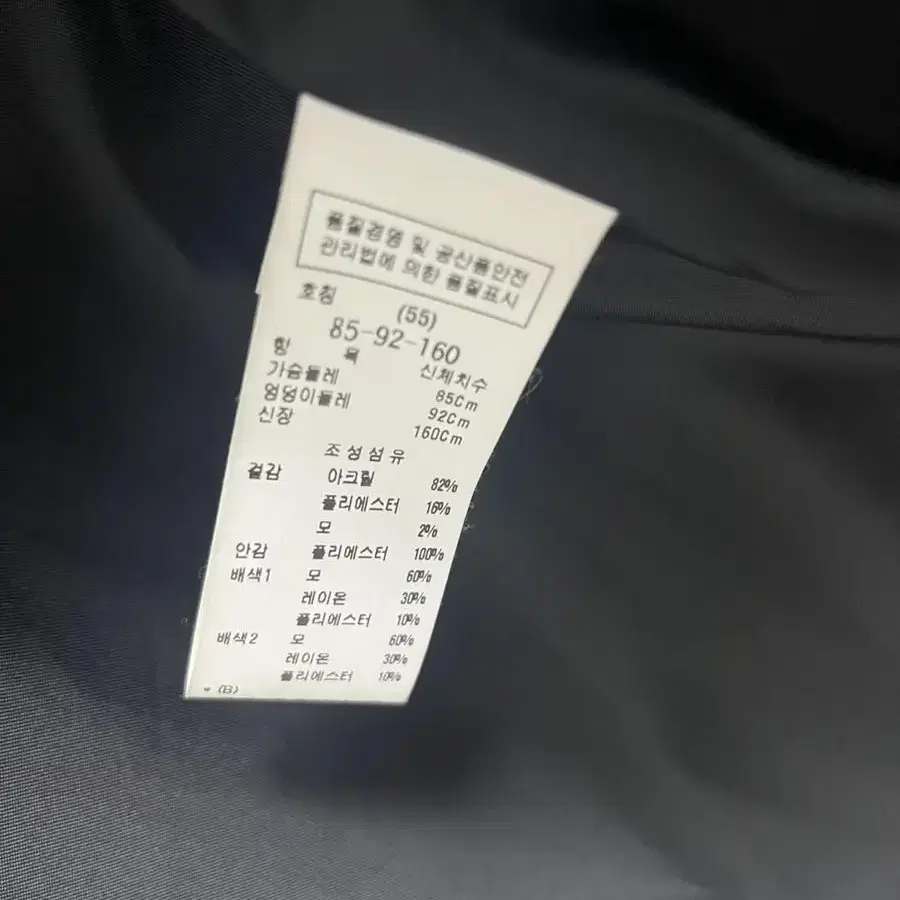 품질경영 및 공산품안전
관리법에 의한 품질표시
호칭
(55)
85-92-160
항 목 신체치수
가슴둘레 85Cm
엉덩이둘레 92Cm
신장 160Cm
조성섬유
겉감 아크릴 82%
폴리에스터 16%
모 2%
안감 폴리에스터 100%
배색1 모 60%
레이온 30%
폴리에스터 10%
배색2 모 60%
레이온 30%
폴리에스터 10%
* (B)